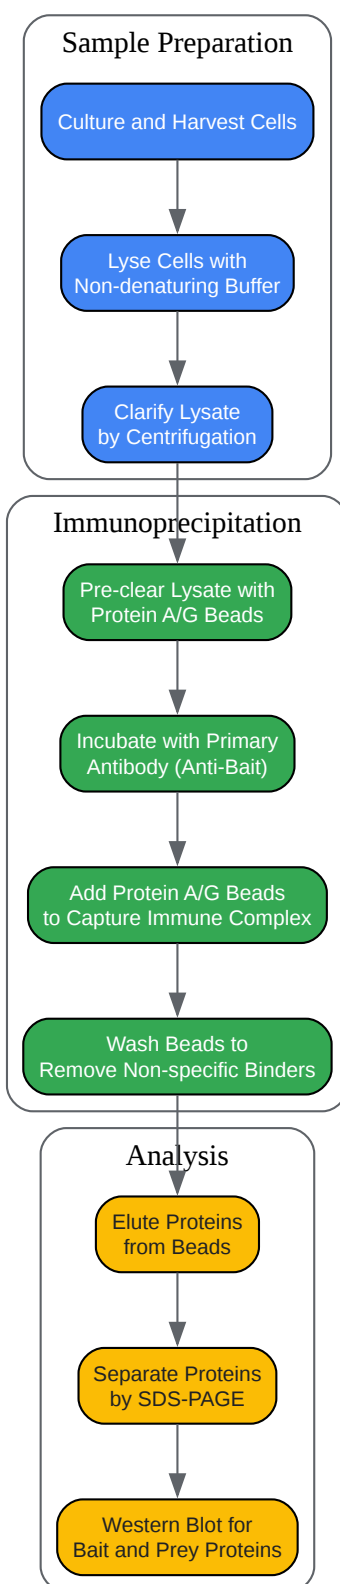 Sample Preparation
Culture and Harvest Cells
Lyse Cells with
Non-denaturing Buffer
Clarify Lysate
by Centrifugation
Immunoprecipitation
Pre-clear Lysate with
Protein A/G Beads
Incubate with Primary
Antibody (Anti-Bait)
Add Protein A/G Beads
to Capture Immune Complex
Wash Beads to
Remove Non-specific Binders
Analysis
Elute Proteins
from Beads
Separate Proteins
by SDS-PAGE
Western Blot for
Bait and Prey Proteins